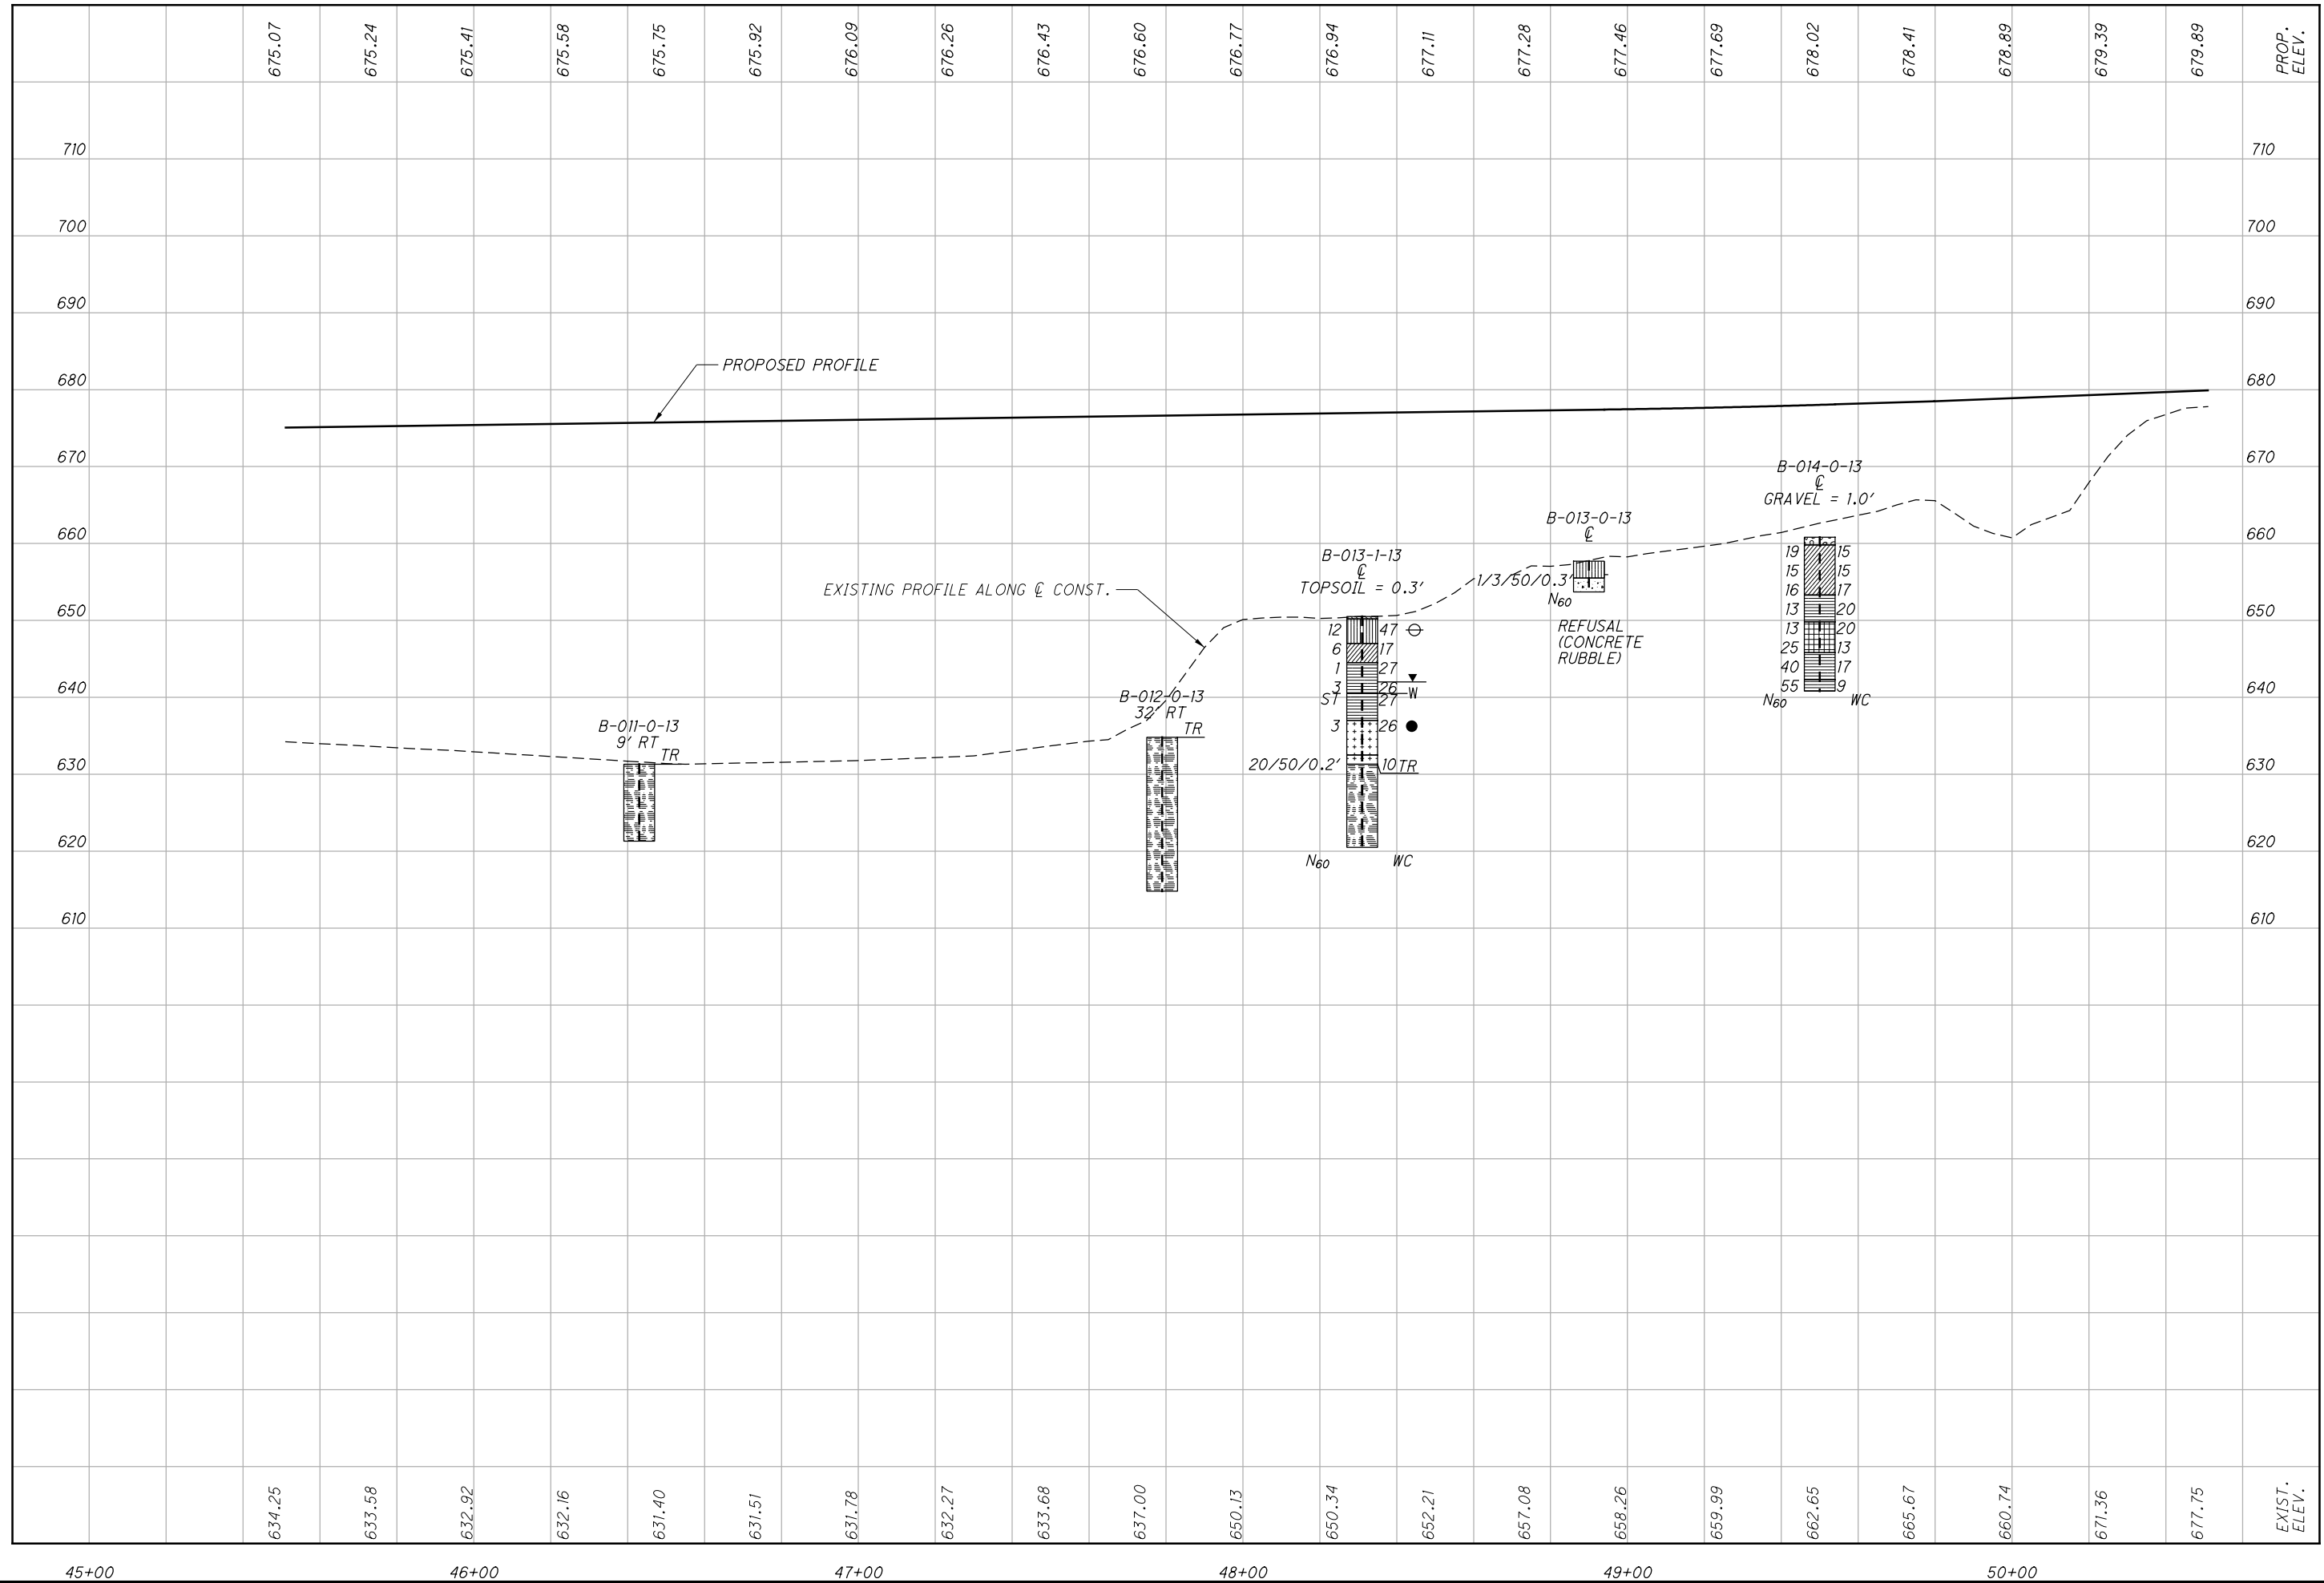 675.07 675.24 675.41 675.58 675.75 675.92 676.09 676.26 676.43 676.60 676.77 676.94 677.11 677.28 677.46 677.69 678.02 678.41 678.89 679.39 679.89 PROP. ELEV.
710 710
700 700
690 690
PROPOSED PROFILE
680 680
670 670
B-014-0-13
℄
GRAVEL = 1.0'
660 660
B-013-0-13
℄
1/3/50/0.3'
N60
REFUSAL
(CONCRETE
RUBBLE)
19 15
15 15
16 17
13 20
13 20
25 13
40 17
55 9
N60 WC
B-013-1-13
℄
TOPSOIL = 0.3'
EXISTING PROFILE ALONG ℄ CONST.
650 650
12 47
6 17
1 27
3 26
W
ST 27
3 26
20/50/0.2' 10 TR
N60 WC
640 640
B-012-0-13
32' RT
TR
B-011-0-13
9' RT
TR
630 630
620 620
610 610
634.25 633.58 632.92 632.16 631.40 631.51 631.78 632.27 633.68 637.00 650.13 650.34 652.21 657.08 658.26 659.99 662.65 665.67 660.74 671.36 677.75 EXIST. ELEV.
45+00 46+00 47+00 48+00 49+00 50+00